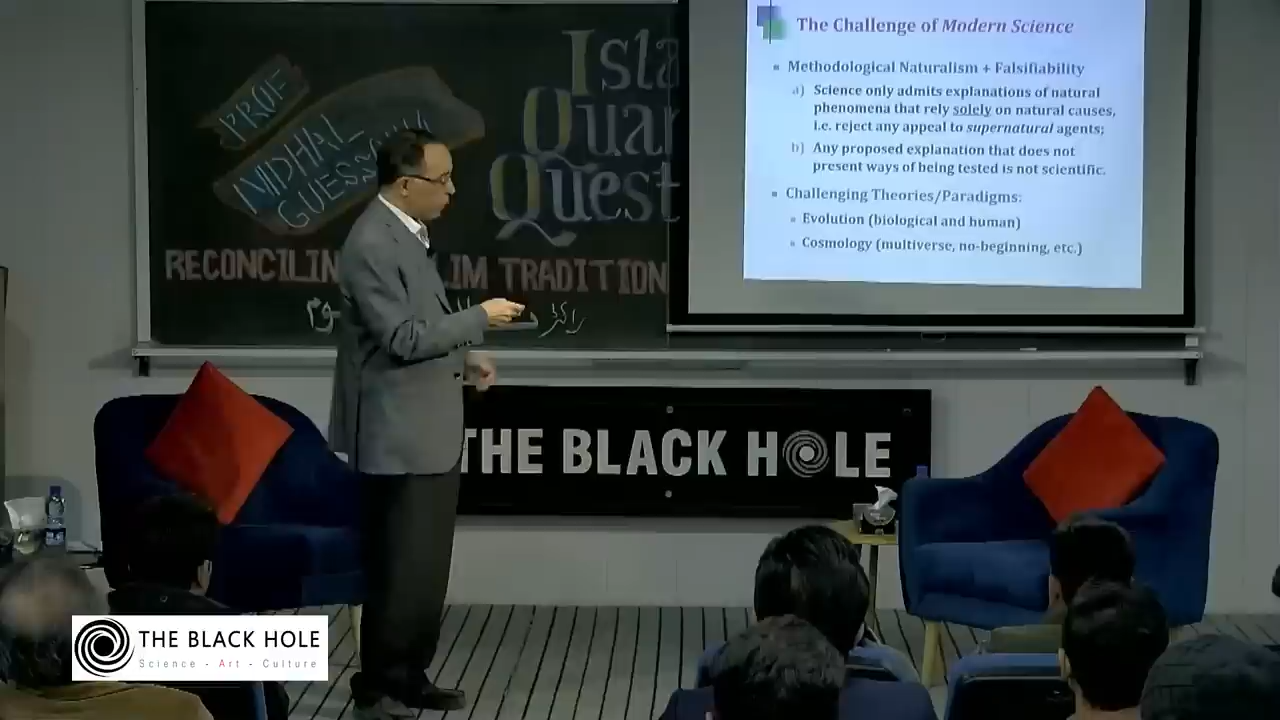 PROF
NIDHAL
GUESSOUM
Isla
Quan
Quest
RECONCILIN LIM TRADITION
The Challenge of Modern Science
Methodological Naturalism + Falsifiability
a) Science only admits explanations of natural
phenomena that rely solely on natural causes,
i.e. reject any appeal to supernatural agents;
b) Any proposed explanation that does not
present ways of being tested is not scientific.
Challenging Theories/Paradigms:
Evolution (biological and human)
Cosmology (multiverse, no-beginning, etc.)
THE BLACK HOLE
THE BLACK HOLE
Science - Art - Culture